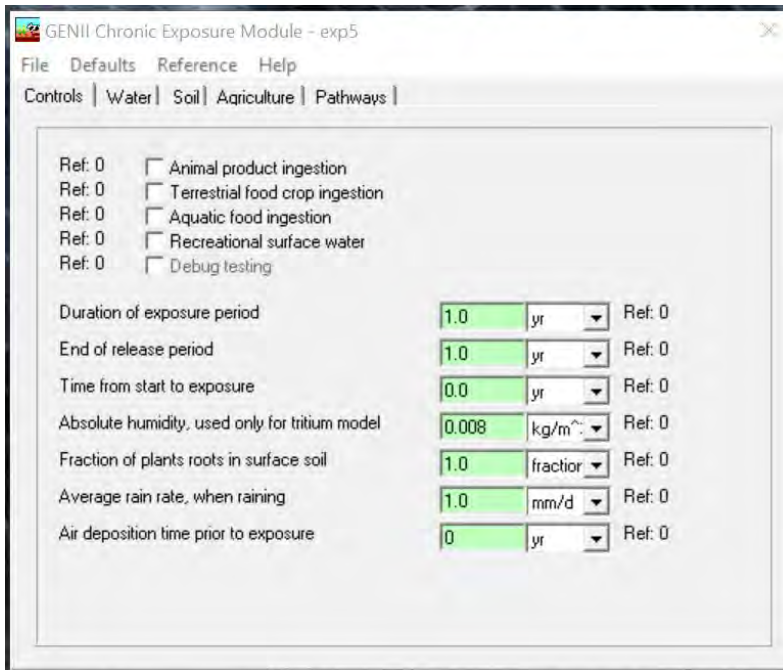 GENII Chronic Exposure Module - exp5
File Defaults Reference Help
Controls Water Soil Agriculture Pathways
Ref: 0 Animal product ingestion
Ref: 0 Terrestrial food crop ingestion
Ref: 0 Aquatic food ingestion
Ref: 0 Recreational surface water
Ref: 0 Debug testing
Duration of exposure period 1.0 yr Ref: 0
End of release period 1.0 yr Ref: 0
Time from start to exposure 0.0 yr Ref: 0
Absolute humidity, used only for tritium model 0.008 kg/m^: Ref: 0
Fraction of plants roots in surface soil 1.0 fraction Ref: 0
Average rain rate, when raining 1.0 mm/d Ref: 0
Air deposition time prior to exposure 0 yr Ref: 0